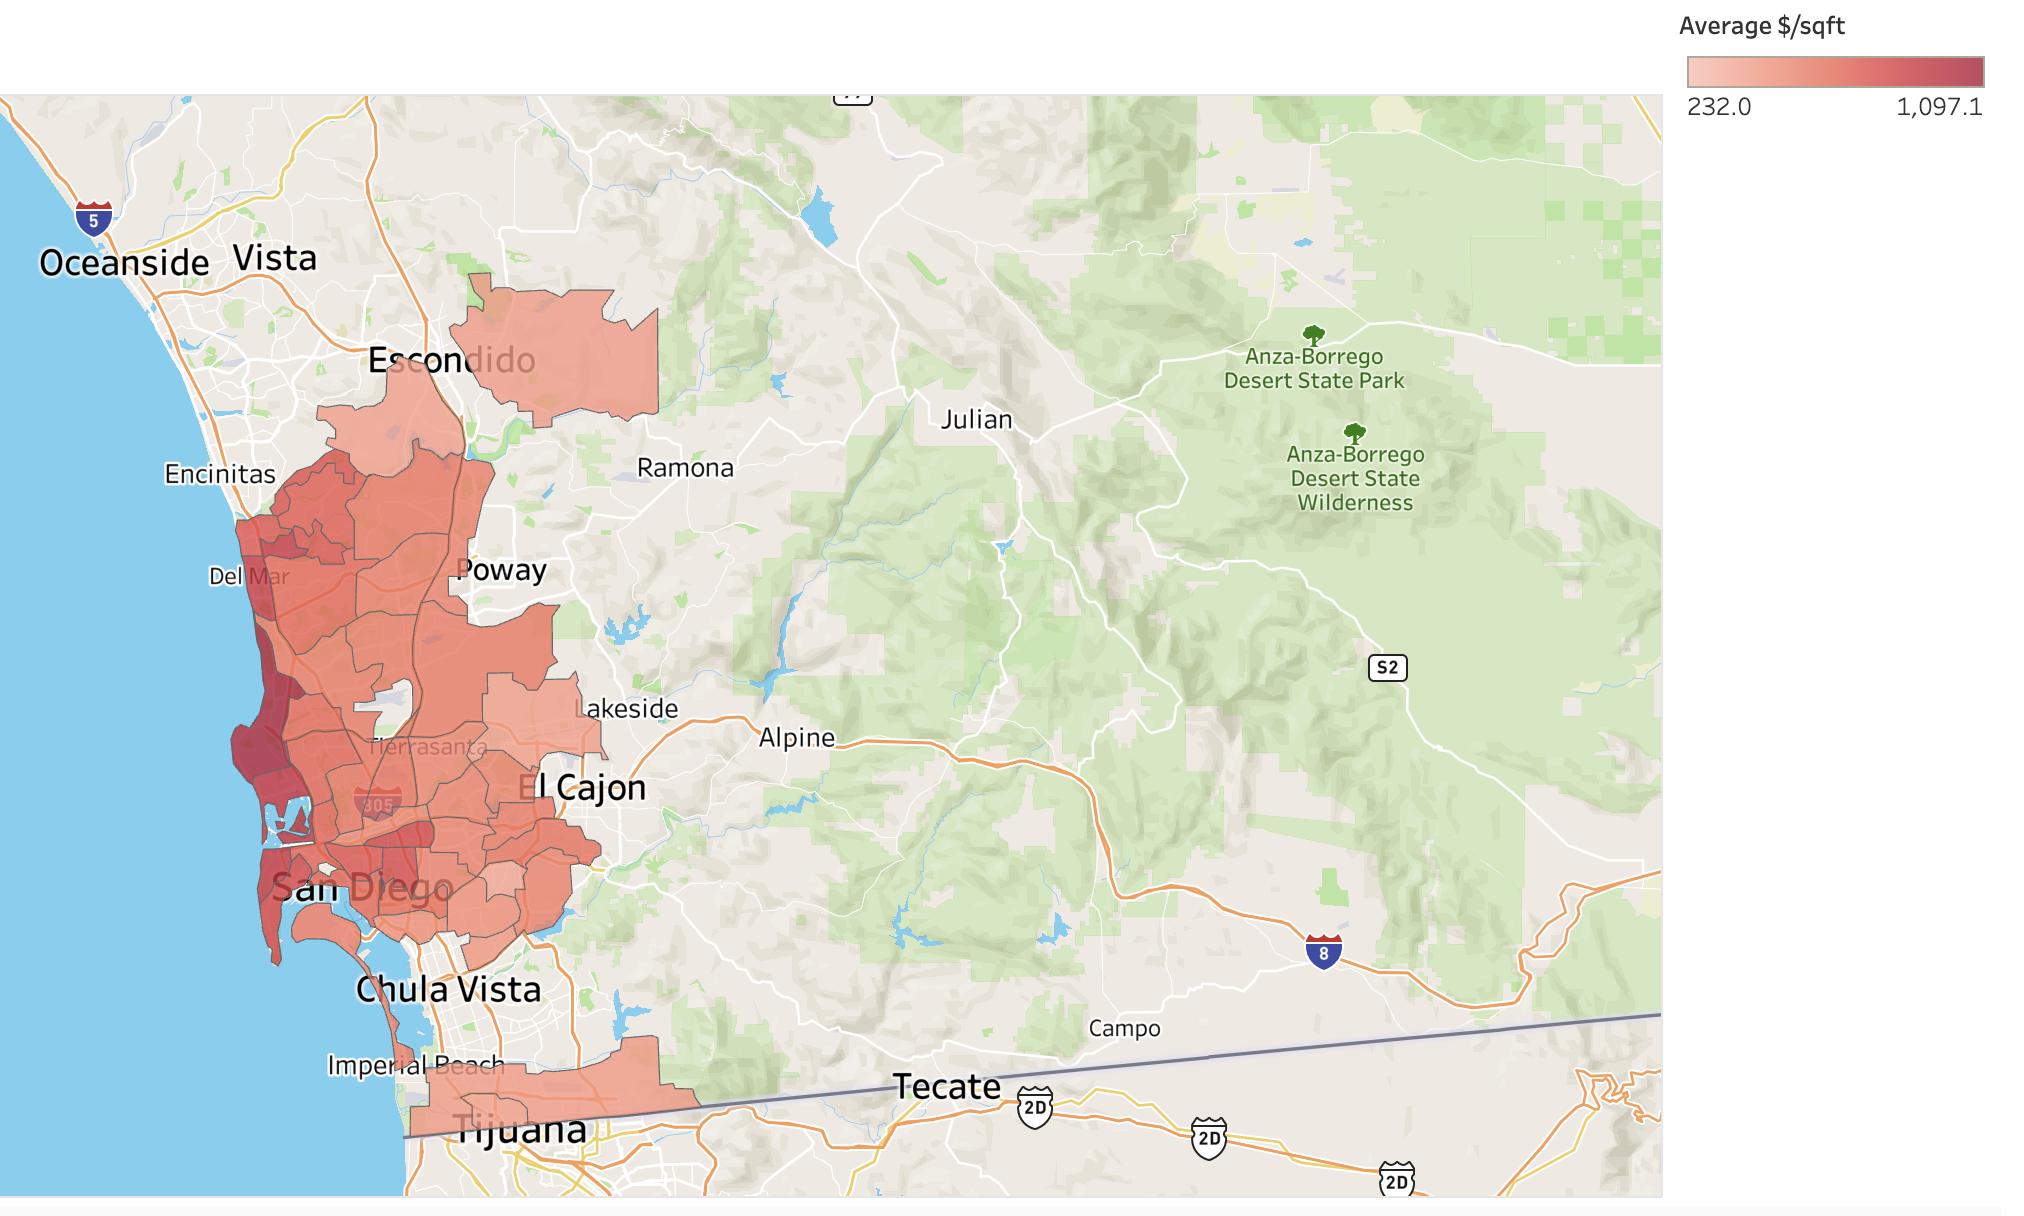 Average $/sqft
232.0
1,097.1
5
Oceanside
Vista
Escondido
Anza-Borrego
Desert State Park
Julian
Anza-Borrego
Desert State
Wilderness
Encinitas
Ramona
Del Mar
Poway
S2
Lakeside
Alpine
Tierrasanta
El Cajon
805
San Diego
8
Chula Vista
Campo
Imperial Beach
Tecate
2D
Tijuana
2D
2D